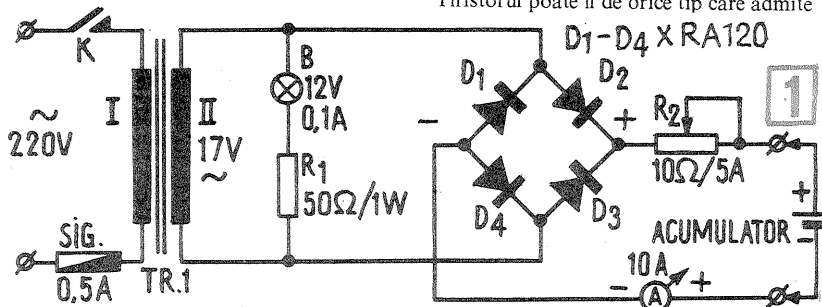 Tiristorul poate fi de orice tip care admite
K
D1-D4 X RA120
1
B
12V
0,1A
D1
D2
~
220V
I
II
17V
~
-
+
R2
10Ω/5A
R1
50Ω/1W
D4
D3
+
ACUMULATOR
-
SIG.
0,5A
TR.1
10A
-
A
+